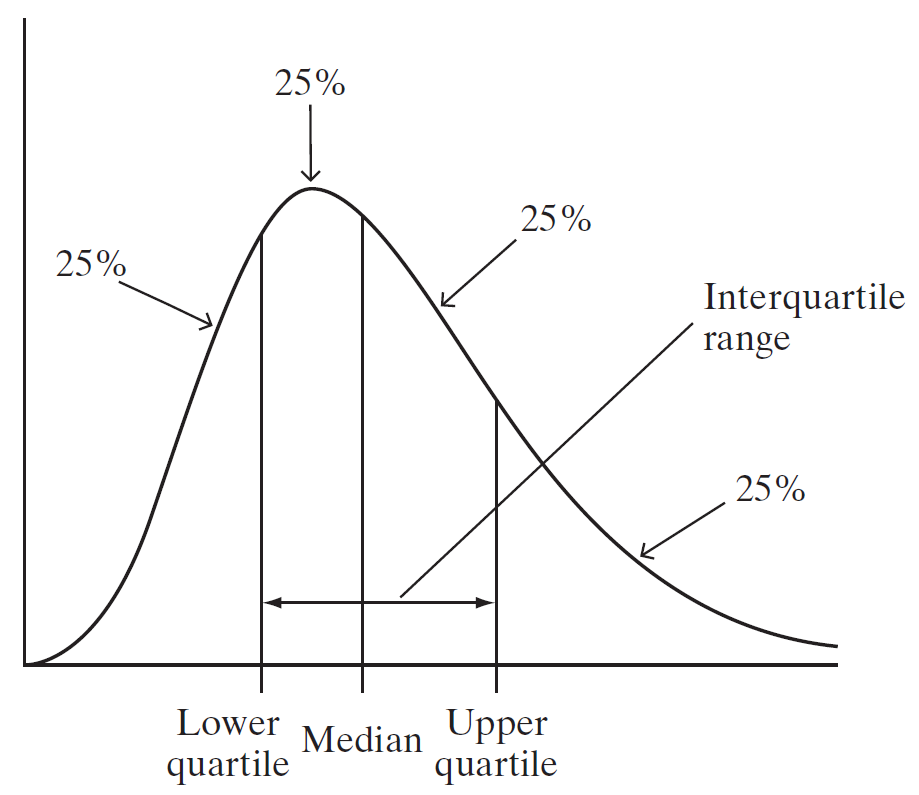 25%
25%
25%
Interquartile
range
25%
Lower
quartile
Median
Upper
quartile